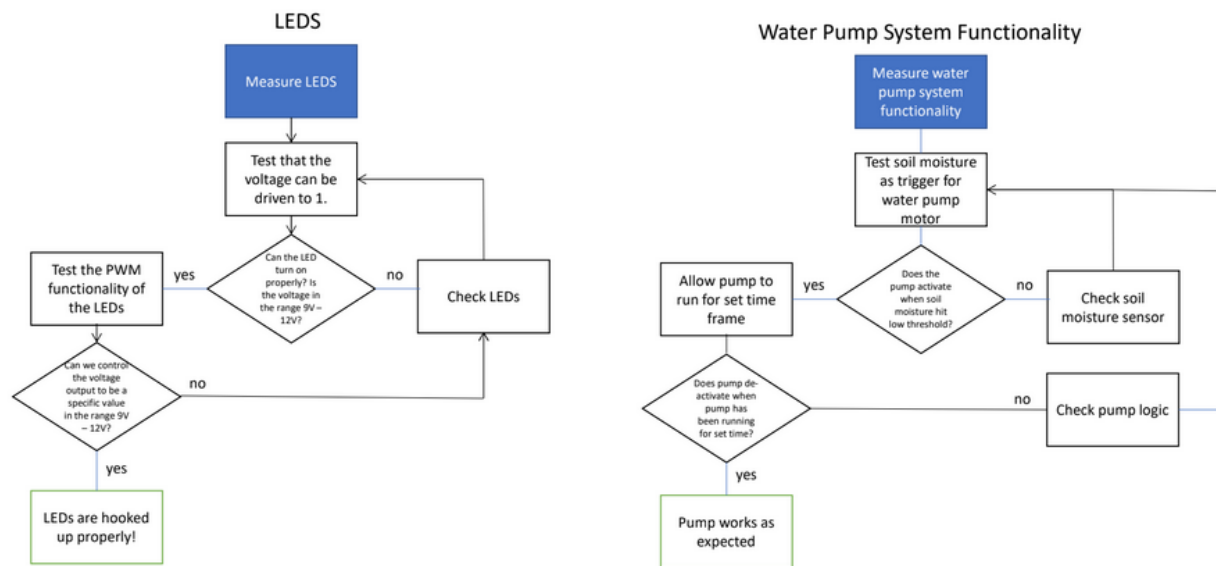 LEDS
Measure LEDS
Test that the
voltage can be
driven to 1.
Can the LED
turn on
properly? Is
the voltage in
the range 9V –
12V?
yes
no
Test the PWM
functionality of
the LEDs
Check LEDs
Can we control
the voltage
output to be a
specific value
in the range 9V
– 12V?
no
yes
LEDs are hooked
up properly!
Water Pump System Functionality
Measure water
pump system
functionality
Test soil moisture
as trigger for
water pump
motor
Does the
pump activate
when soil
moisture hit
low threshold?
yes
no
Allow pump to
run for set time
frame
Check soil
moisture sensor
Does pump de-
activate when
pump has
been running
for set time?
no
Check pump logic
yes
Pump works as
expected